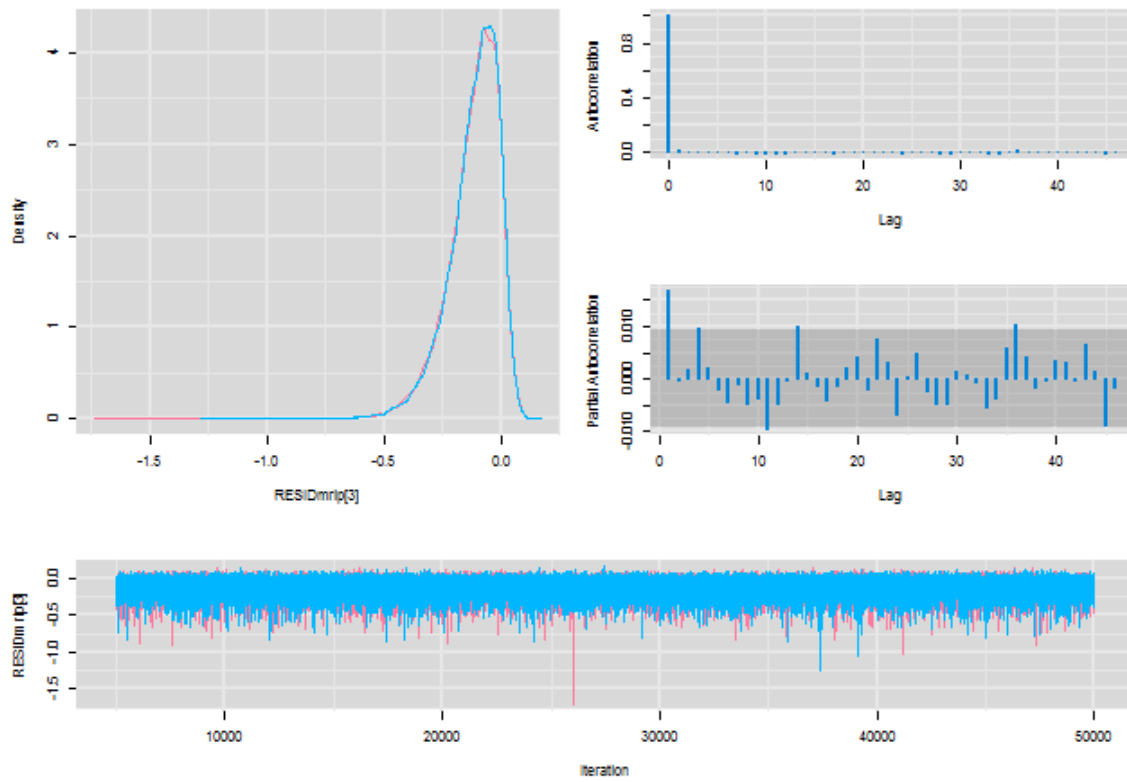 Density
4
3
2
1
0
-1.5 -1.0 -0.5 0.0
RESIDmrip[3]
Autocorrelation
0.8
0.4
0.0
0 10 20 30 40
Lag
Partial Autocorrelation
0.010
0.000
-0.010
0 10 20 30 40
Lag
RESIDmrip[3]
0.0
-0.5
-1.0
-1.5
10000 20000 30000 40000 50000
Iteration